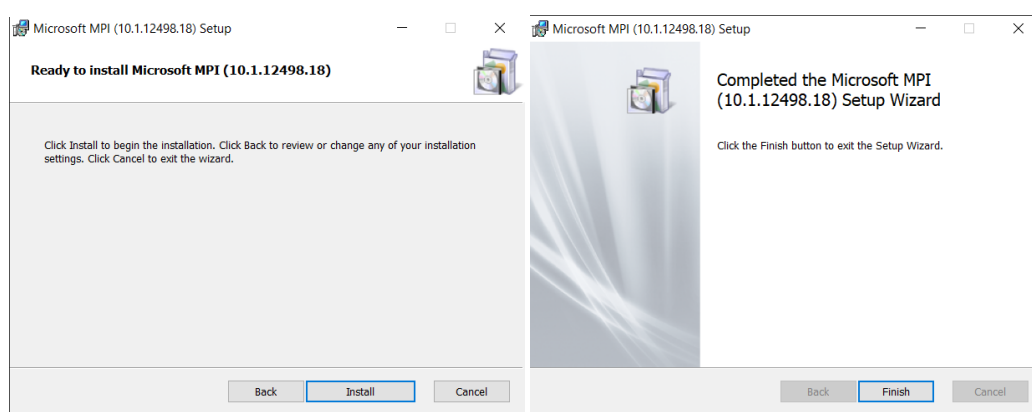 Microsoft MPI (10.1.12498.18) Setup
Ready to install Microsoft MPI (10.1.12498.18)
Click Install to begin the installation. Click Back to review or change any of your installation
settings. Click Cancel to exit the wizard.
Back
Install
Cancel
Microsoft MPI (10.1.12498.18) Setup
Completed the Microsoft MPI
(10.1.12498.18) Setup Wizard
Click the Finish button to exit the Setup Wizard.
Back
Finish
Cancel